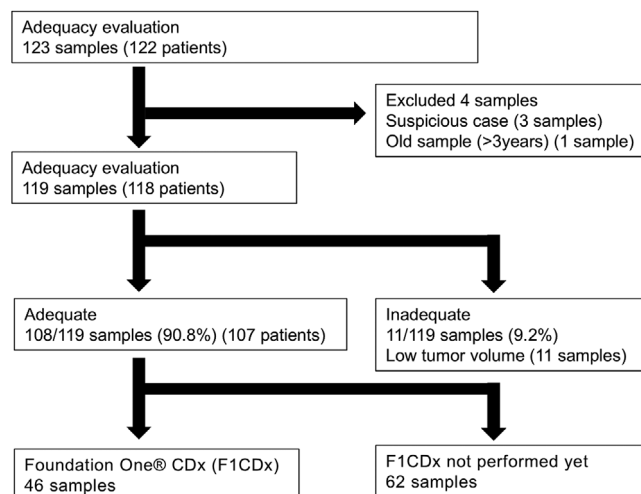 Adequacy evaluation
123 samples (122 patients)
Excluded 4 samples
Suspicious case (3 samples)
Old sample (>3years) (1 sample)
Adequacy evaluation
119 samples (118 patients)
Adequate
108/119 samples (90.8%) (107 patients)
Inadequate
11/119 samples (9.2%)
Low tumor volume (11 samples)
Foundation One® CDx (F1CDx)
46 samples
F1CDx not performed yet
62 samples